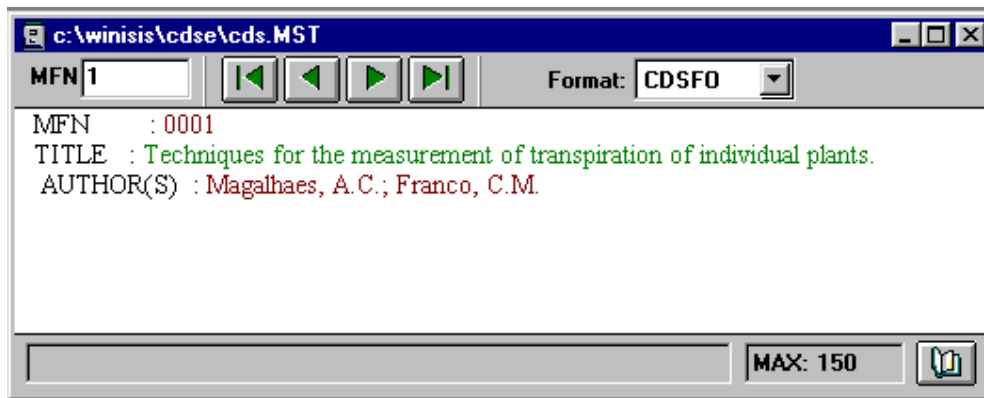 c:\winisis\cdse\cds.MST
MFN 1 Format: CDSFO
MFN : 0001
TITLE : Techniques for the measurement of transpiration of individual plants.
AUTHOR(S) : Magalhaes, A.C.; Franco, C.M.
MAX: 150